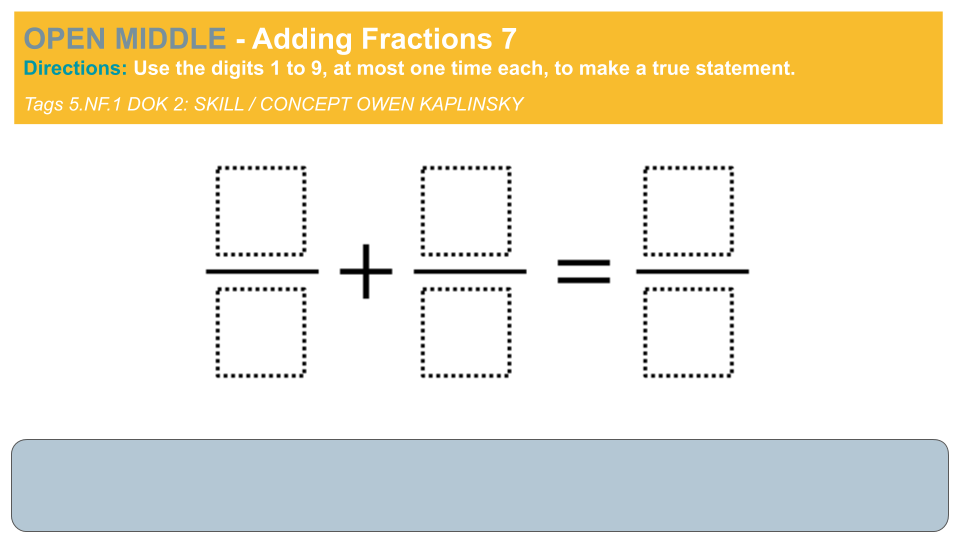 OPEN MIDDLE - Adding Fractions 7
Directions: Use the digits 1 to 9, at most one time each, to make a true statement.
Tags 5.NF.1 DOK 2: SKILL / CONCEPT OWEN KAPLINSKY
+ =